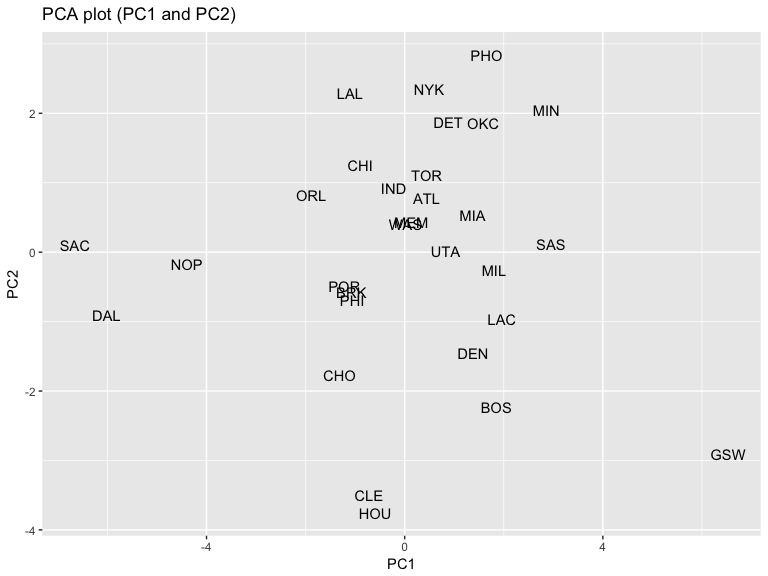 PCA plot (PC1 and PC2)
PHO
NYK
LAL
MIN
2
DET OKC
CHI
TOR
IND
ORL
ATL
MIA
MEM
WAS
SAC
SAS
0
UTA
NOP
MIL
PC2
POR
BRK
PHI
DAL
LAC
DEN
CHO
-2
BOS
GSW
CLE
HOU
-4
-4 0 4
PC1